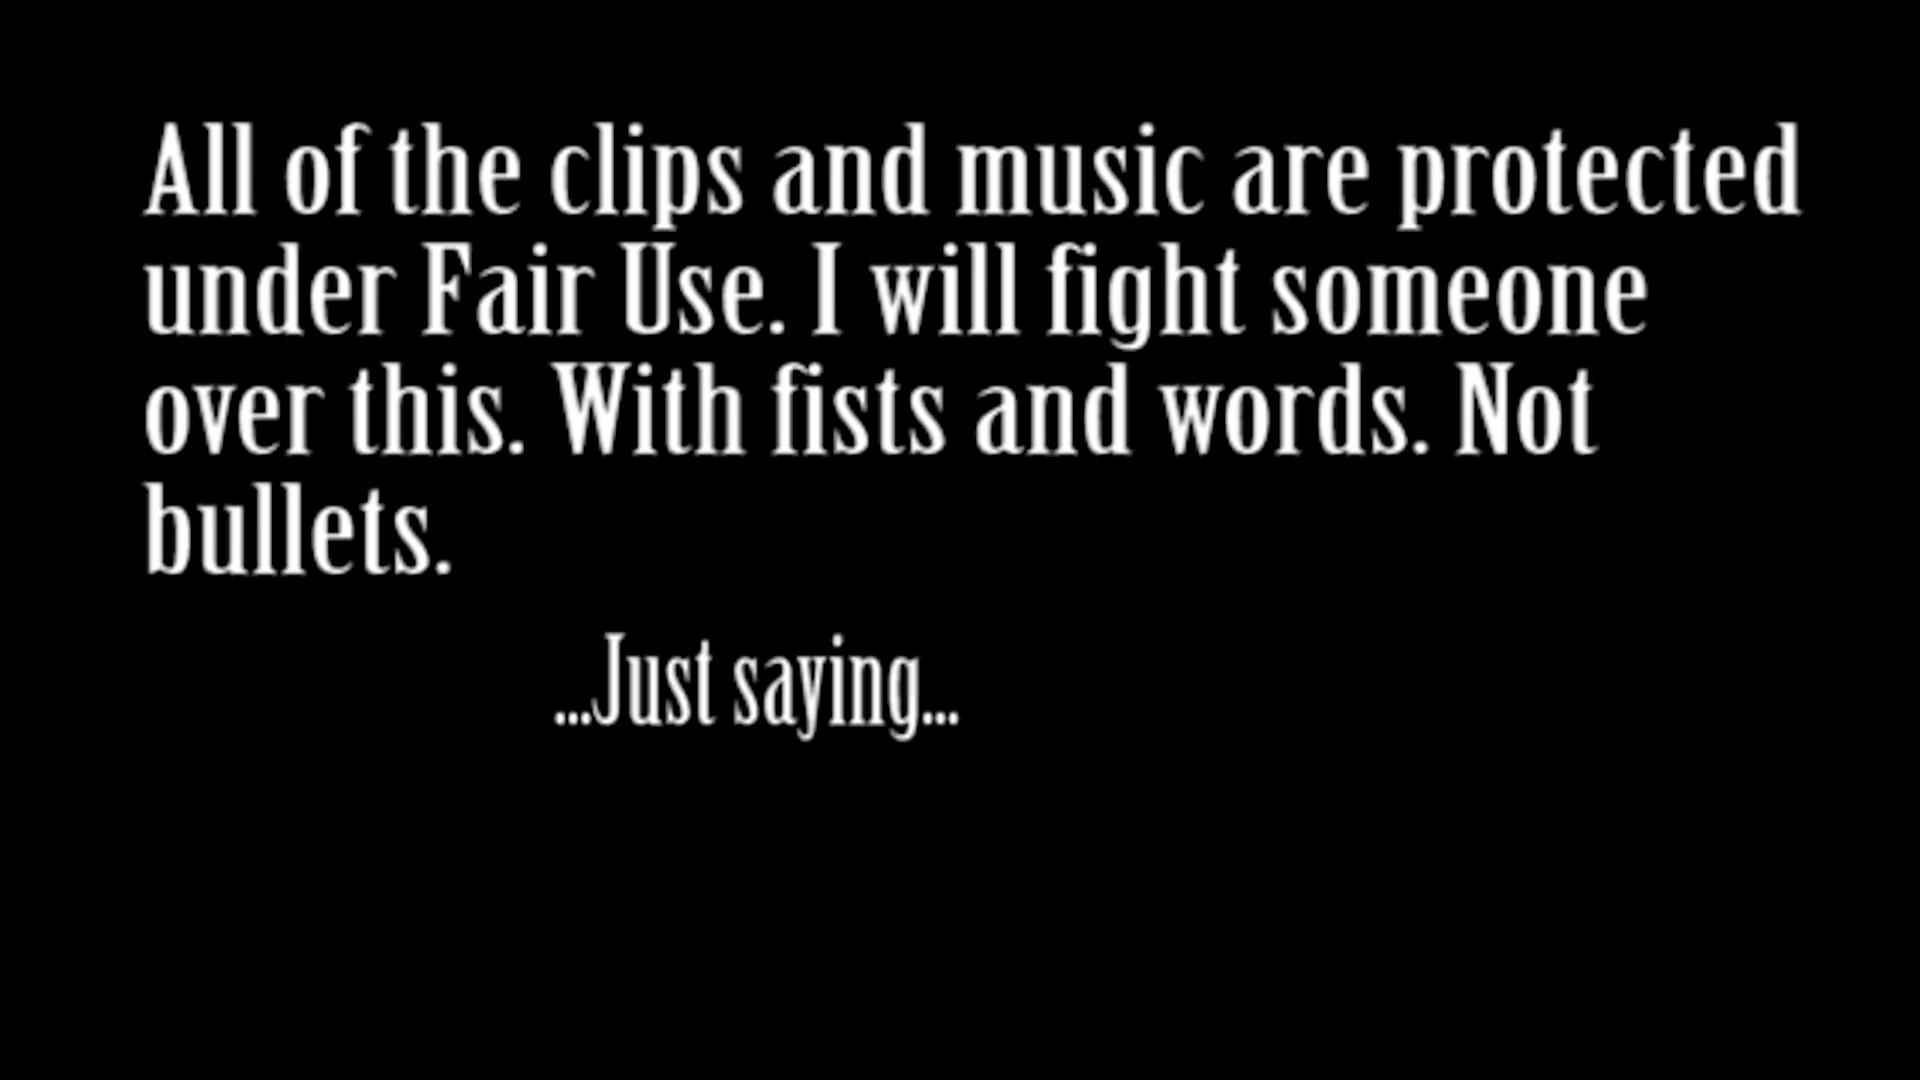 All of the clips and music are protected
under Fair Use. I will fight someone
over this. With fists and words. Not
bullets.
...Just saying...